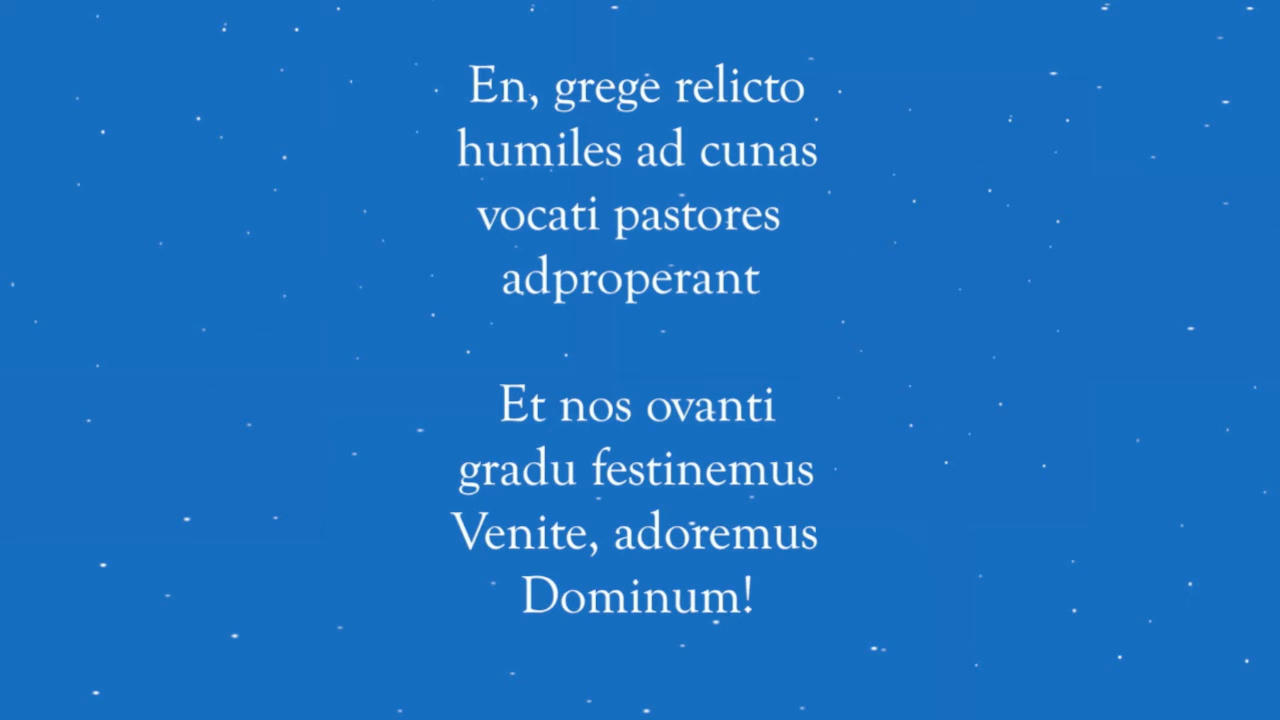 En, grege relicto
humiles ad cunas
vocati pastores
adproperant
Et nos ovanti
gradu festinemus
Venite, adoremus
Dominum!